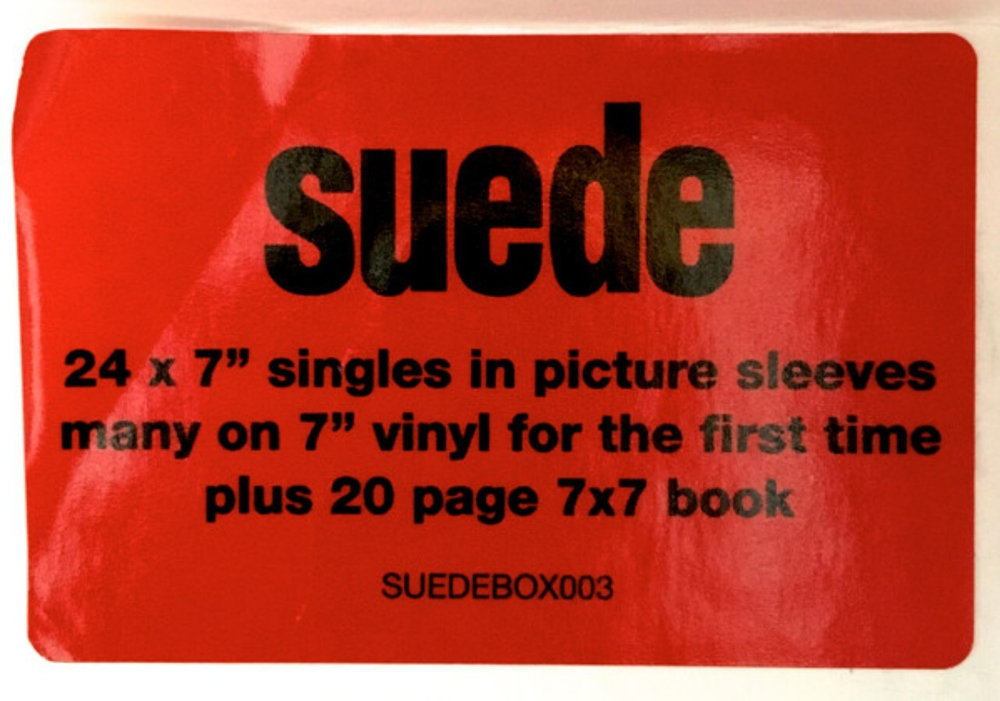 suede
24 x 7” singles in picture sleeves
many on 7” vinyl for the first time
plus 20 page 7x7 book
SUEDEBOX003